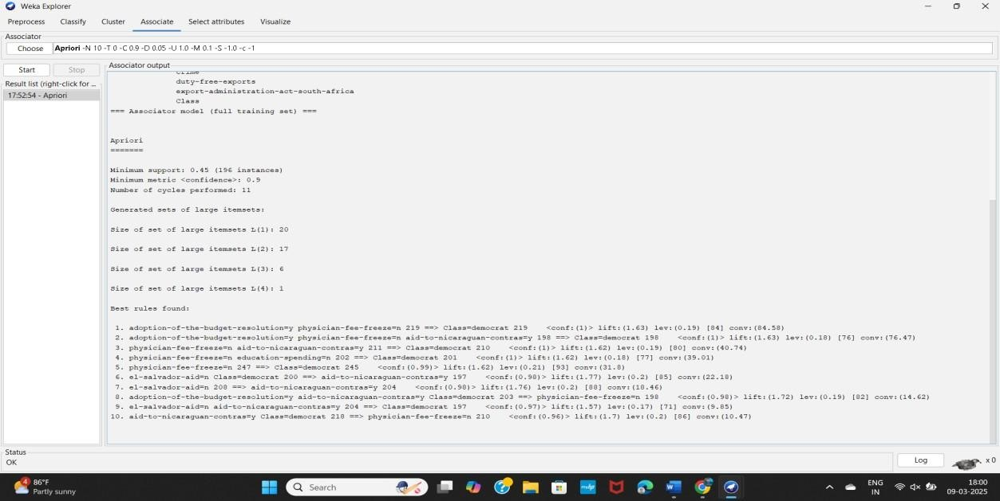 Weka Explorer
Preprocess Classify Cluster Associate Select attributes Visualize
Associator
Choose Apriori -N 10 -T 0 -C 0.9 -D 0.05 -U 1.0 -M 0.1 -S -1.0 -c -1
Start Stop
Associator output
Result list (right-click for ...
17:52:54 - Apriori
crime
duty-free-exports
export-administration-act-south-africa
Class
=== Associator model (full training set) ===
Apriori
=======
Minimum support: 0.45 (196 instances)
Minimum metric <confidence>: 0.9
Number of cycles performed: 11
Generated sets of large itemsets:
Size of set of large itemsets L(1): 20
Size of set of large itemsets L(2): 17
Size of set of large itemsets L(3): 6
Size of set of large itemsets L(4): 1
Best rules found:
1. adoption-of-the-budget-resolution=y physician-fee-freeze=n 219 ==> Class=democrat 219 <conf:(1)> lift:(1.63) lev:(0.19) [84] conv:(84.58)
2. adoption-of-the-budget-resolution=y physician-fee-freeze=n aid-to-nicaraguan-contras=y 198 ==> Class=democrat 198 <conf:(1)> lift:(1.63) lev:(0.18) [76] conv:(76.47)
3. physician-fee-freeze=n aid-to-nicaraguan-contras=y 211 ==> Class=democrat 210 <conf:(1)> lift:(1.62) lev:(0.19) [80] conv:(40.74)
4. physician-fee-freeze=n education-spending=n 202 ==> Class=democrat 201 <conf:(1)> lift:(1.62) lev:(0.18) [77] conv:(39.01)
5. physician-fee-freeze=n 247 ==> Class=democrat 245 <conf:(0.99)> lift:(1.62) lev:(0.21) [93] conv:(31.8)
6. el-salvador-aid=n Class=democrat 200 ==> aid-to-nicaraguan-contras=y 197 <conf:(0.98)> lift:(1.77) lev:(0.2) [85] conv:(22.18)
7. el-salvador-aid=n 208 ==> aid-to-nicaraguan-contras=y 204 <conf:(0.98)> lift:(1.76) lev:(0.2) [88] conv:(18.46)
8. adoption-of-the-budget-resolution=y aid-to-nicaraguan-contras=y Class=democrat 203 ==> physician-fee-freeze=n 198 <conf:(0.98)> lift:(1.72) lev:(0.19) [82] conv:(14.62)
9. el-salvador-aid=n aid-to-nicaraguan-contras=y 204 ==> Class=democrat 197 <conf:(0.97)> lift:(1.57) lev:(0.17) [71] conv:(9.85)
10. aid-to-nicaraguan-contras=y Class=democrat 218 ==> physician-fee-freeze=n 210 <conf:(0.96)> lift:(1.7) lev:(0.2) [86] conv:(10.47)
Status
OK
Log
x 0
4
86°F
Partly sunny
Search
ENG
IN
18:00
09-03-2025